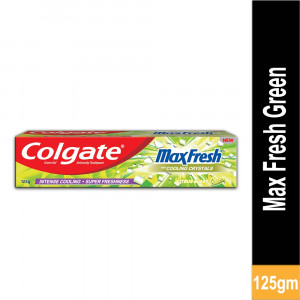 Colgate
MaxFresh
COOLING CRYSTALS
NEW
INTENSE COOLING + SUPER FRESHNESS
Max Fresh Green
125gm